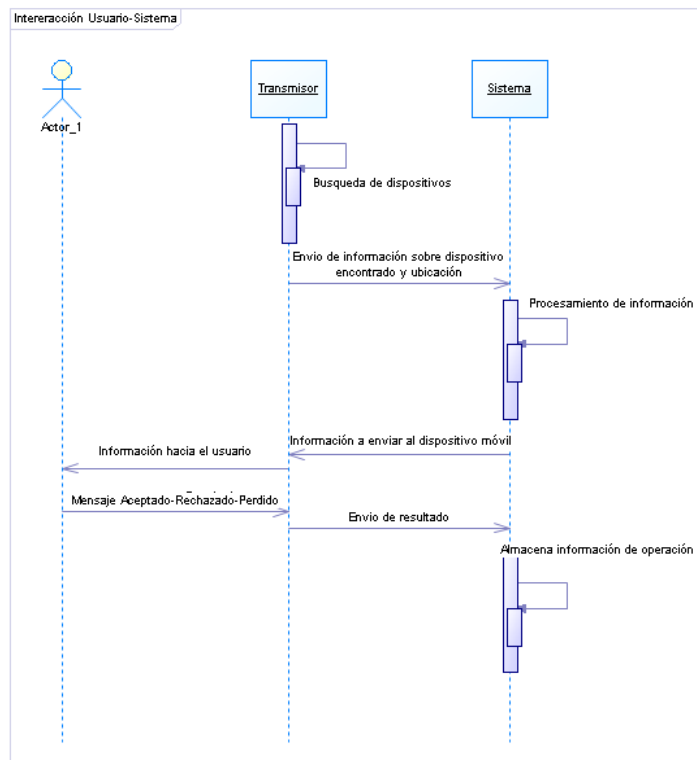 Intereracción Usuario-Sistema
Transmisor
Sistema
Actor_1
Busqueda de dispositivos
Envio de información sobre dispositivo
encontrado y ubicación
Procesamiento de información
Información a enviar al dispositivo móvil
Información hacia el usuario
Mensaje Aceptado-Rechazado-Perdido
Envio de resultado
Almacena información de operación